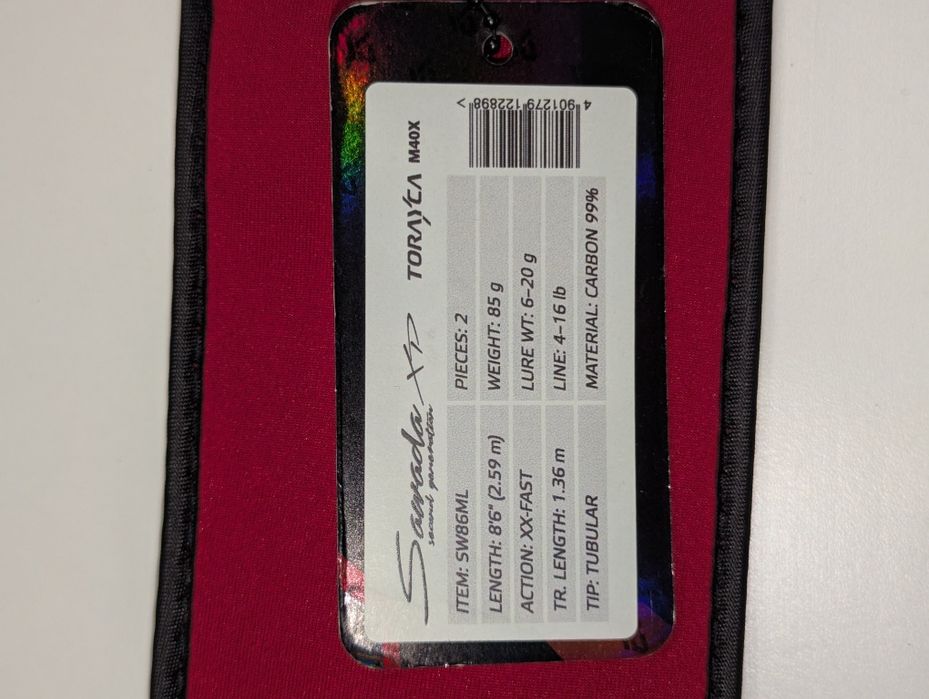 Sawada XP
second generation
TORAYCA M40X
ITEM: SW86ML
LENGTH: 8'6" (2.59 m)
ACTION: XX-FAST
TR. LENGTH: 1.36 m
TIP: TUBULAR
PIECES: 2
WEIGHT: 85 g
LURE WT: 6–20 g
LINE: 4–16 lb
MATERIAL: CARBON 99%
4 901279 122898 >